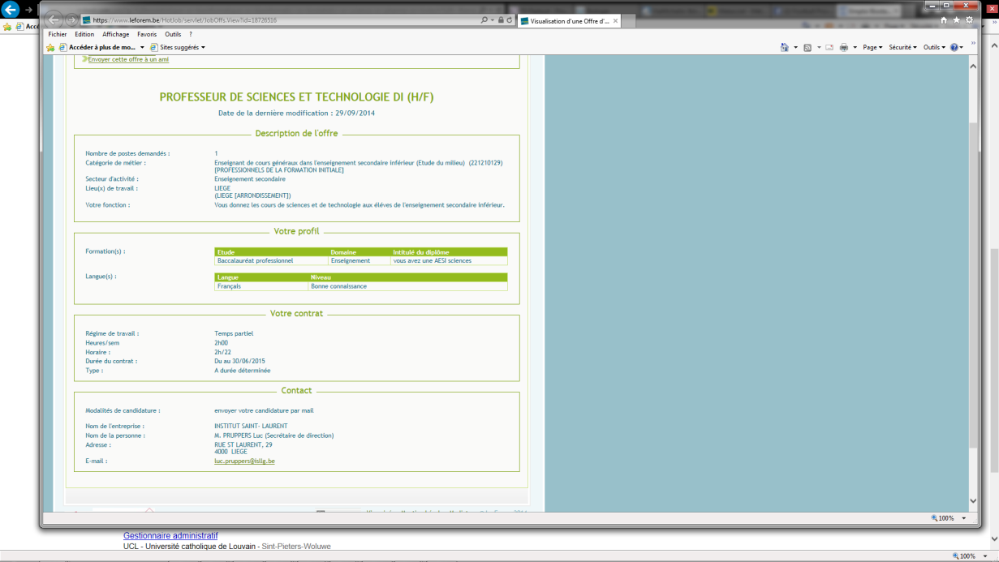 https://www.leforem.be/HotJob/servlet/JobOffs.View?id=18726516
Visualisation d'une Offre d'...
Accé
Fichier Edition Affichage Favoris Outils ?
Accéder à plus de mo... Sites suggérés
Page Sécurité Outils
Envoyer cette offre à un ami
PROFESSEUR DE SCIENCES ET TECHNOLOGIE DI (H/F)
Date de la dernière modification : 29/09/2014
Description de l'offre
Nombre de postes demandés : 1
Catégorie de métier : Enseignant de cours généraux dans l'enseignement secondaire inférieur (Etude du milieu) (221210129)
[PROFESSIONNELS DE LA FORMATION INITIALE]
Secteur d'activité : Enseignement secondaire
Lieu(x) de travail : LIEGE
(LIEGE [ARRONDISSEMENT])
Votre fonction : Vous donnez les cours de sciences et de technologie aux élèves de l'enseignement secondaire inférieur.
Votre profil
Formation(s) : Etude Domaine Intitulé du diplôme
Baccalauréat professionnel Enseignement vous avez une AESI sciences
Langue(s) : Langue Niveau
Français Bonne connaissance
Votre contrat
Régime de travail : Temps partiel
Heures/sem 2h00
Horaire : 2h/22
Durée du contrat : Du au 30/06/2015
Type : A durée déterminée
Contact
Modalités de candidature : envoyer votre candidature par mail
Nom de l'entreprise : INSTITUT SAINT- LAURENT
Nom de la personne : M. PRUPPERS Luc (Secrétaire de direction)
Adresse : RUE ST LAURENT, 29
4000 LIEGE
E-mail : luc.pruppers@isllg.be
100%
Gestionnaire administratif
UCL - Université catholique de Louvain - Sint-Pieters-Woluwe
100%